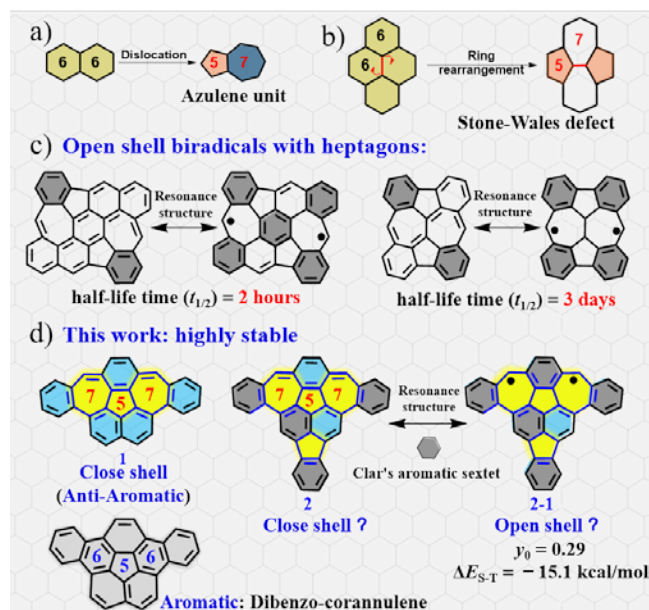 a)
6 6
Dislocation
5 7
Azulene unit
b)
6
6
Ring
rearrangement
7
5
Stone-Wales defect
c) Open shell biradicals with heptagons:
Resonance
structure
half-life time (t1/2) = 2 hours
Resonance
structure
half-life time (t1/2) = 3 days
d) This work: highly stable
7 5 7
1
Close shell
(Anti-Aromatic)
7 5 7
2
Close shell ?
Resonance
structure
Clar's aromatic sextet
2-1
Open shell ?
y0 = 0.29
ΔES-T = − 15.1 kcal/mol
6 5 6
Aromatic: Dibenzo-corannulene